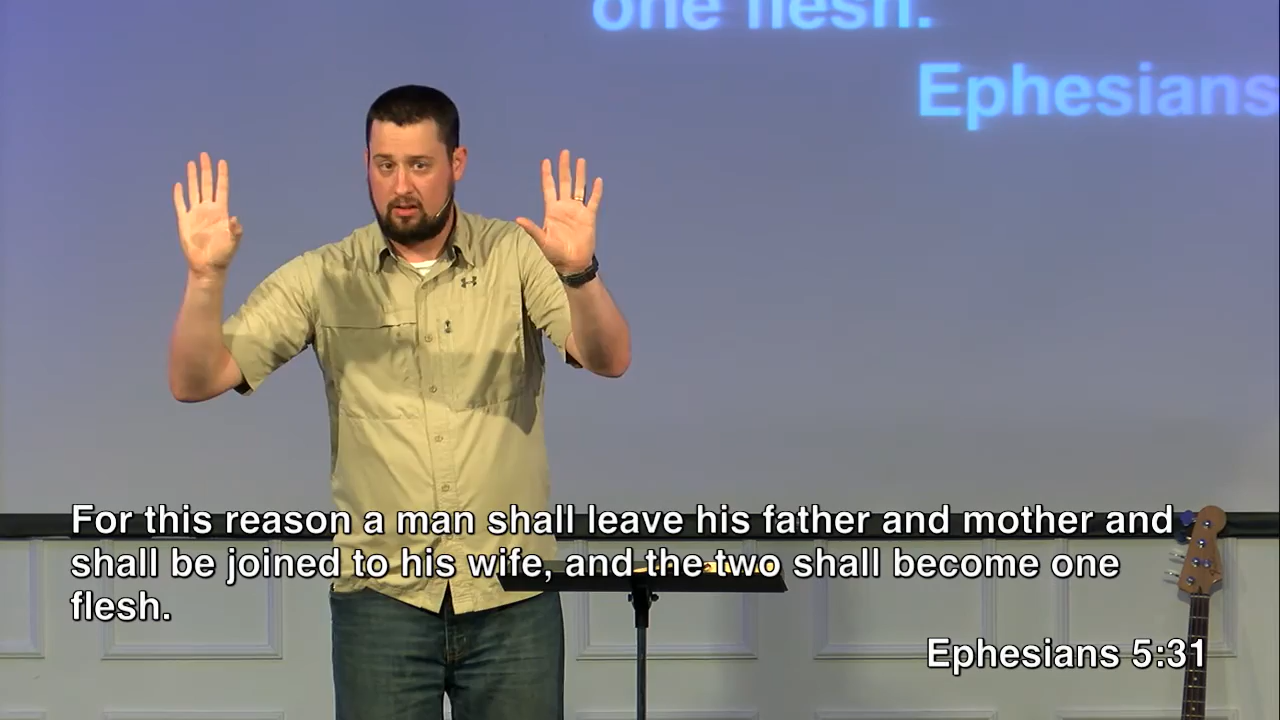 one flesh.
Ephesians
For this reason a man shall leave his father and mother and
shall be joined to his wife, and the two shall become one
flesh.
Ephesians 5:31